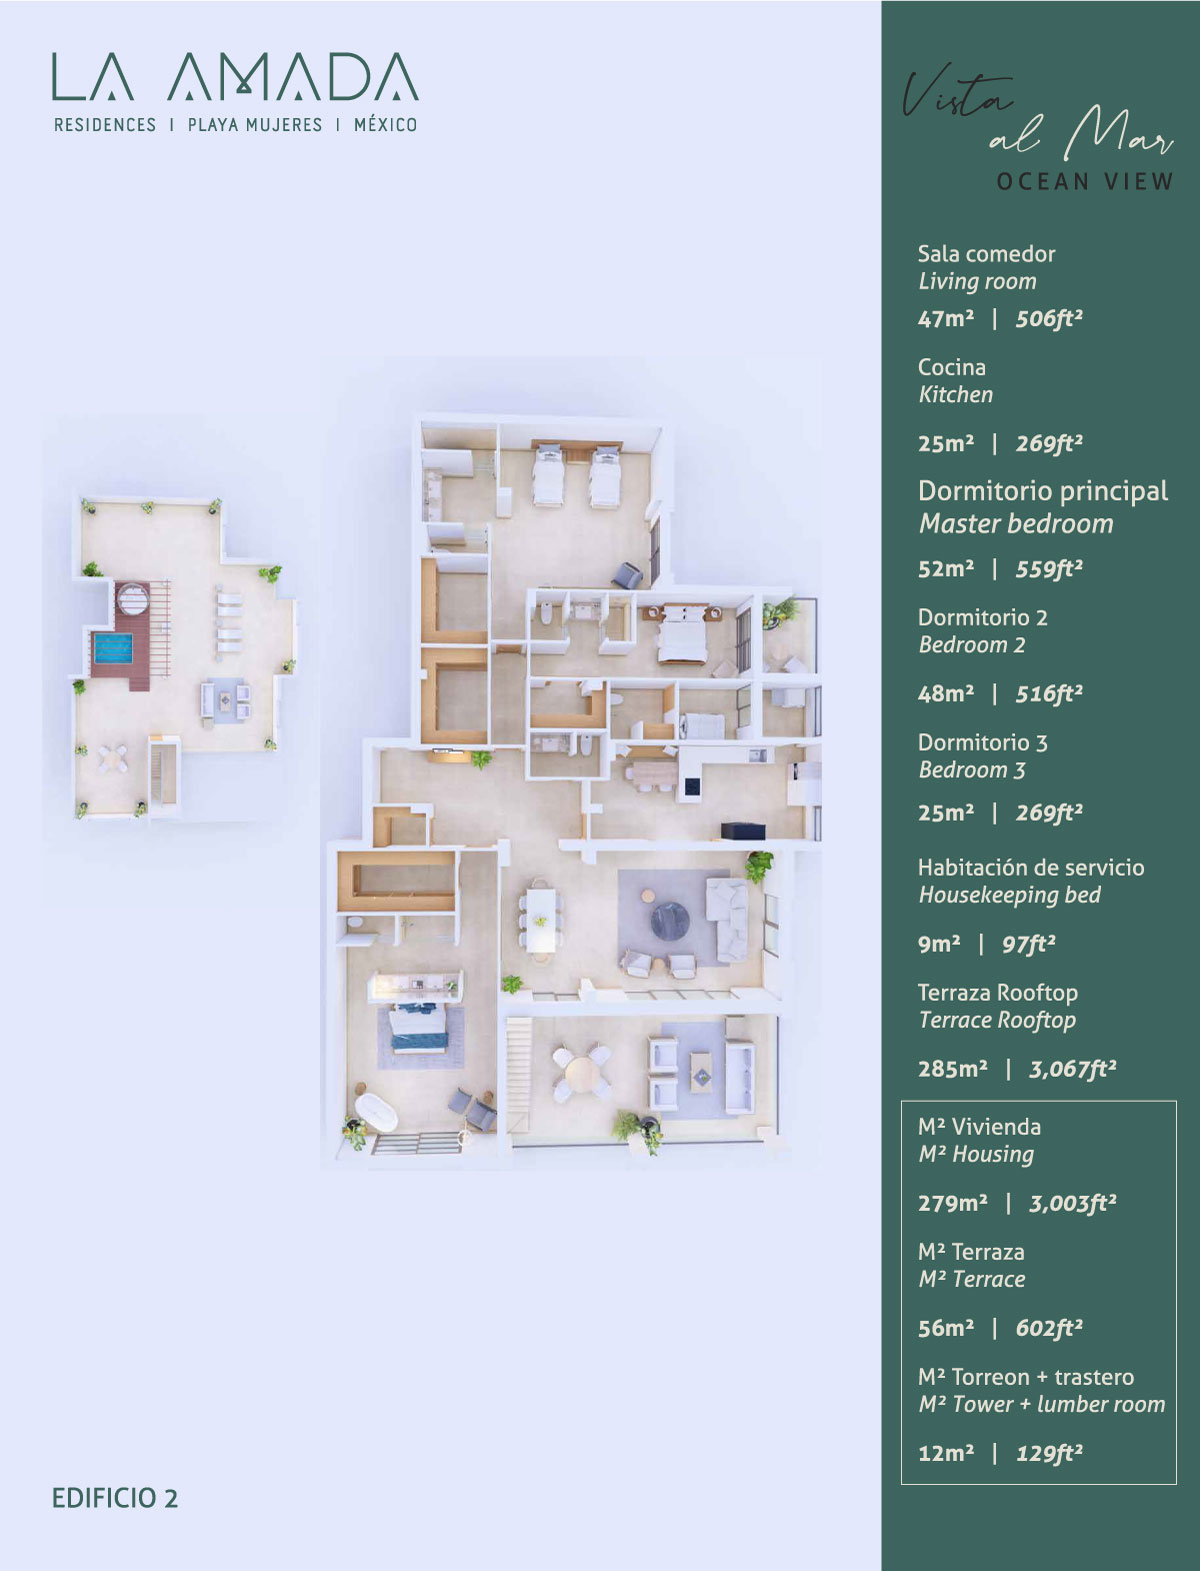 LA AMADA
RESIDENCES | PLAYA MUJERES | MÉXICO
Vista
al Mar
OCEAN VIEW
Sala comedor
Living room
47m² | 506ft²
Cocina
Kitchen
25m² | 269ft²
Dormitorio principal
Master bedroom
52m² | 559ft²
Dormitorio 2
Bedroom 2
48m² | 516ft²
Dormitorio 3
Bedroom 3
25m² | 269ft²
Habitación de servicio
Housekeeping bed
9m² | 97ft²
Terraza Rooftop
Terrace Rooftop
285m² | 3,067ft²
M² Vivienda
M² Housing
279m² | 3,003ft²
M² Terraza
M² Terrace
56m² | 602ft²
M² Torreon + trastero
M² Tower + lumber room
12m² | 129ft²
EDIFICIO 2